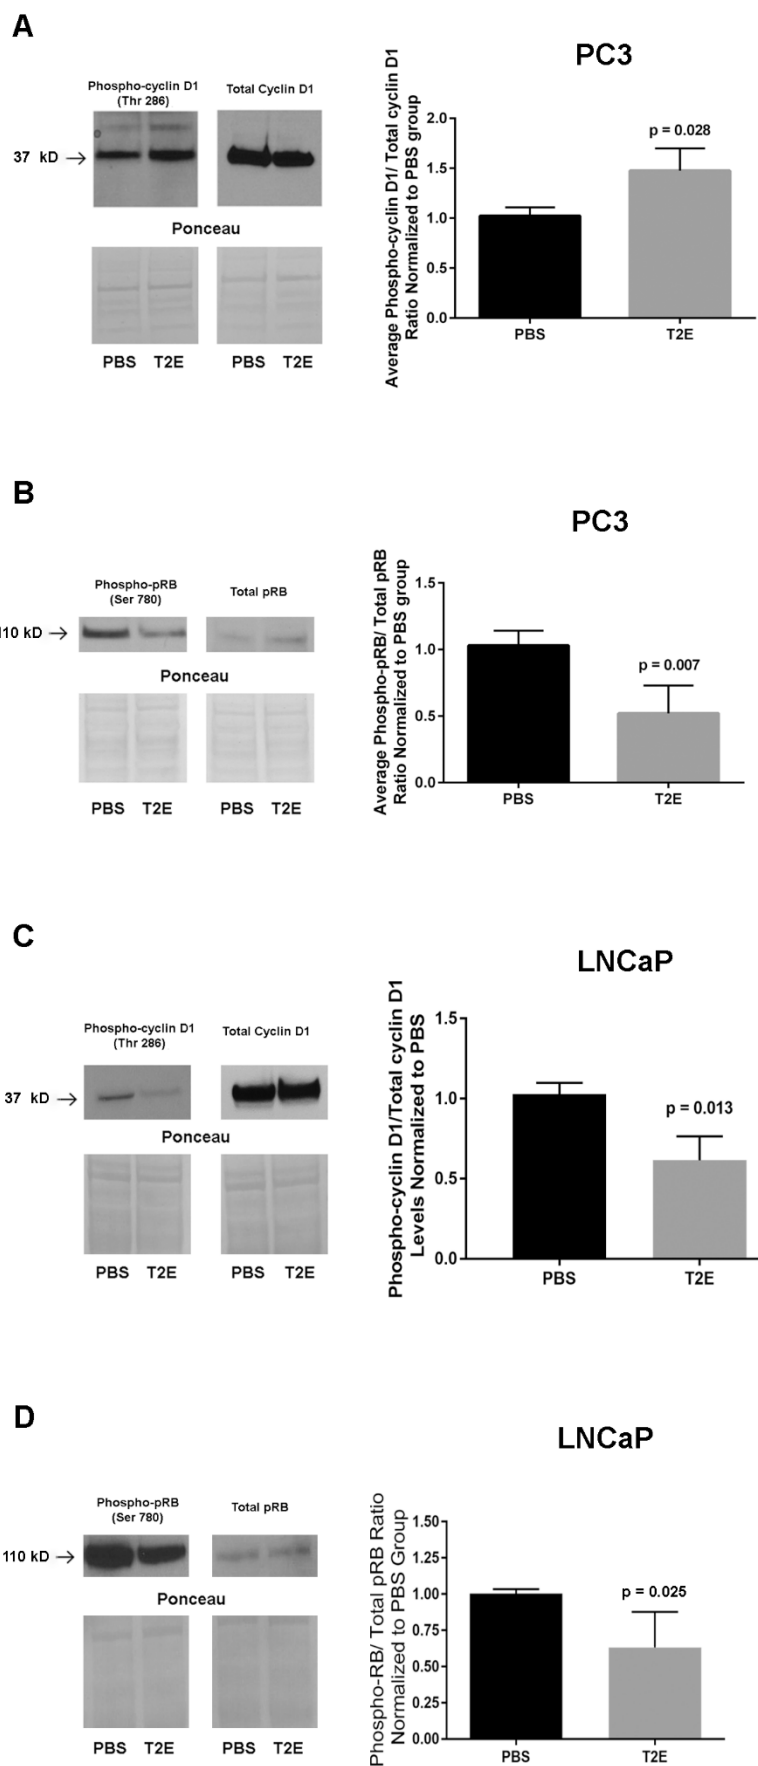 A
PC3
Phospho-cyclin D1
(Thr 286)
Total Cyclin D1
37 kD →
Ponceau
PBS T2E PBS T2E
Average Phospho-cyclin D1/ Total cyclin D1
Ratio Normalized to PBS group
2.0
1.5
1.0
0.5
0.0
p = 0.028
PBS T2E
B
PC3
Phospho-pRB
(Ser 780)
Total pRB
110 kD →
Ponceau
PBS T2E PBS T2E
Average Phospho-pRB/ Total pRB
Ratio Normalized to PBS group
1.5
1.0
0.5
0.0
p = 0.007
PBS T2E
C
LNCaP
Phospho-cyclin D1
(Thr 286)
Total Cyclin D1
37 kD →
Ponceau
PBS T2E PBS T2E
Phospho-cyclin D1/Total cyclin D1
Levels Normalized to PBS
1.5
1.0
0.5
0.0
p = 0.013
PBS T2E
D
LNCaP
Phospho-pRB
(Ser 780)
Total pRB
110 kD →
Ponceau
PBS T2E PBS T2E
Phospho-RB/ Total pRB Ratio
Normalized to PBS Group
1.50
1.25
1.00
0.75
0.50
0.25
0.00
p = 0.025
PBS T2E